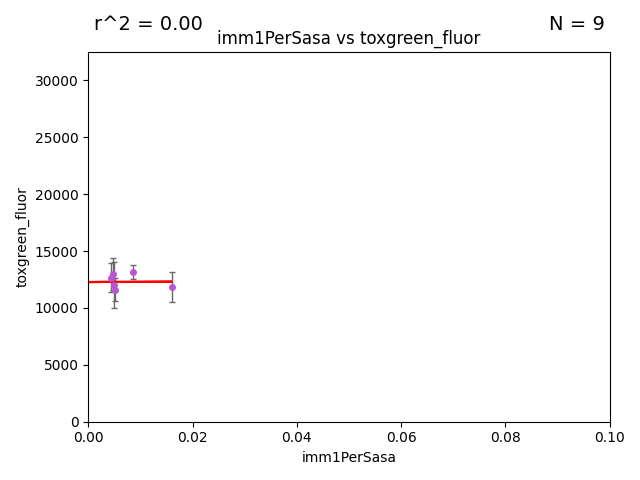 r^2 = 0.00
N = 9
imm1PerSasa vs toxgreen_fluor
30000
25000
20000
15000
10000
5000
0
toxgreen_fluor
0.00 0.02 0.04 0.06 0.08 0.10
imm1PerSasa